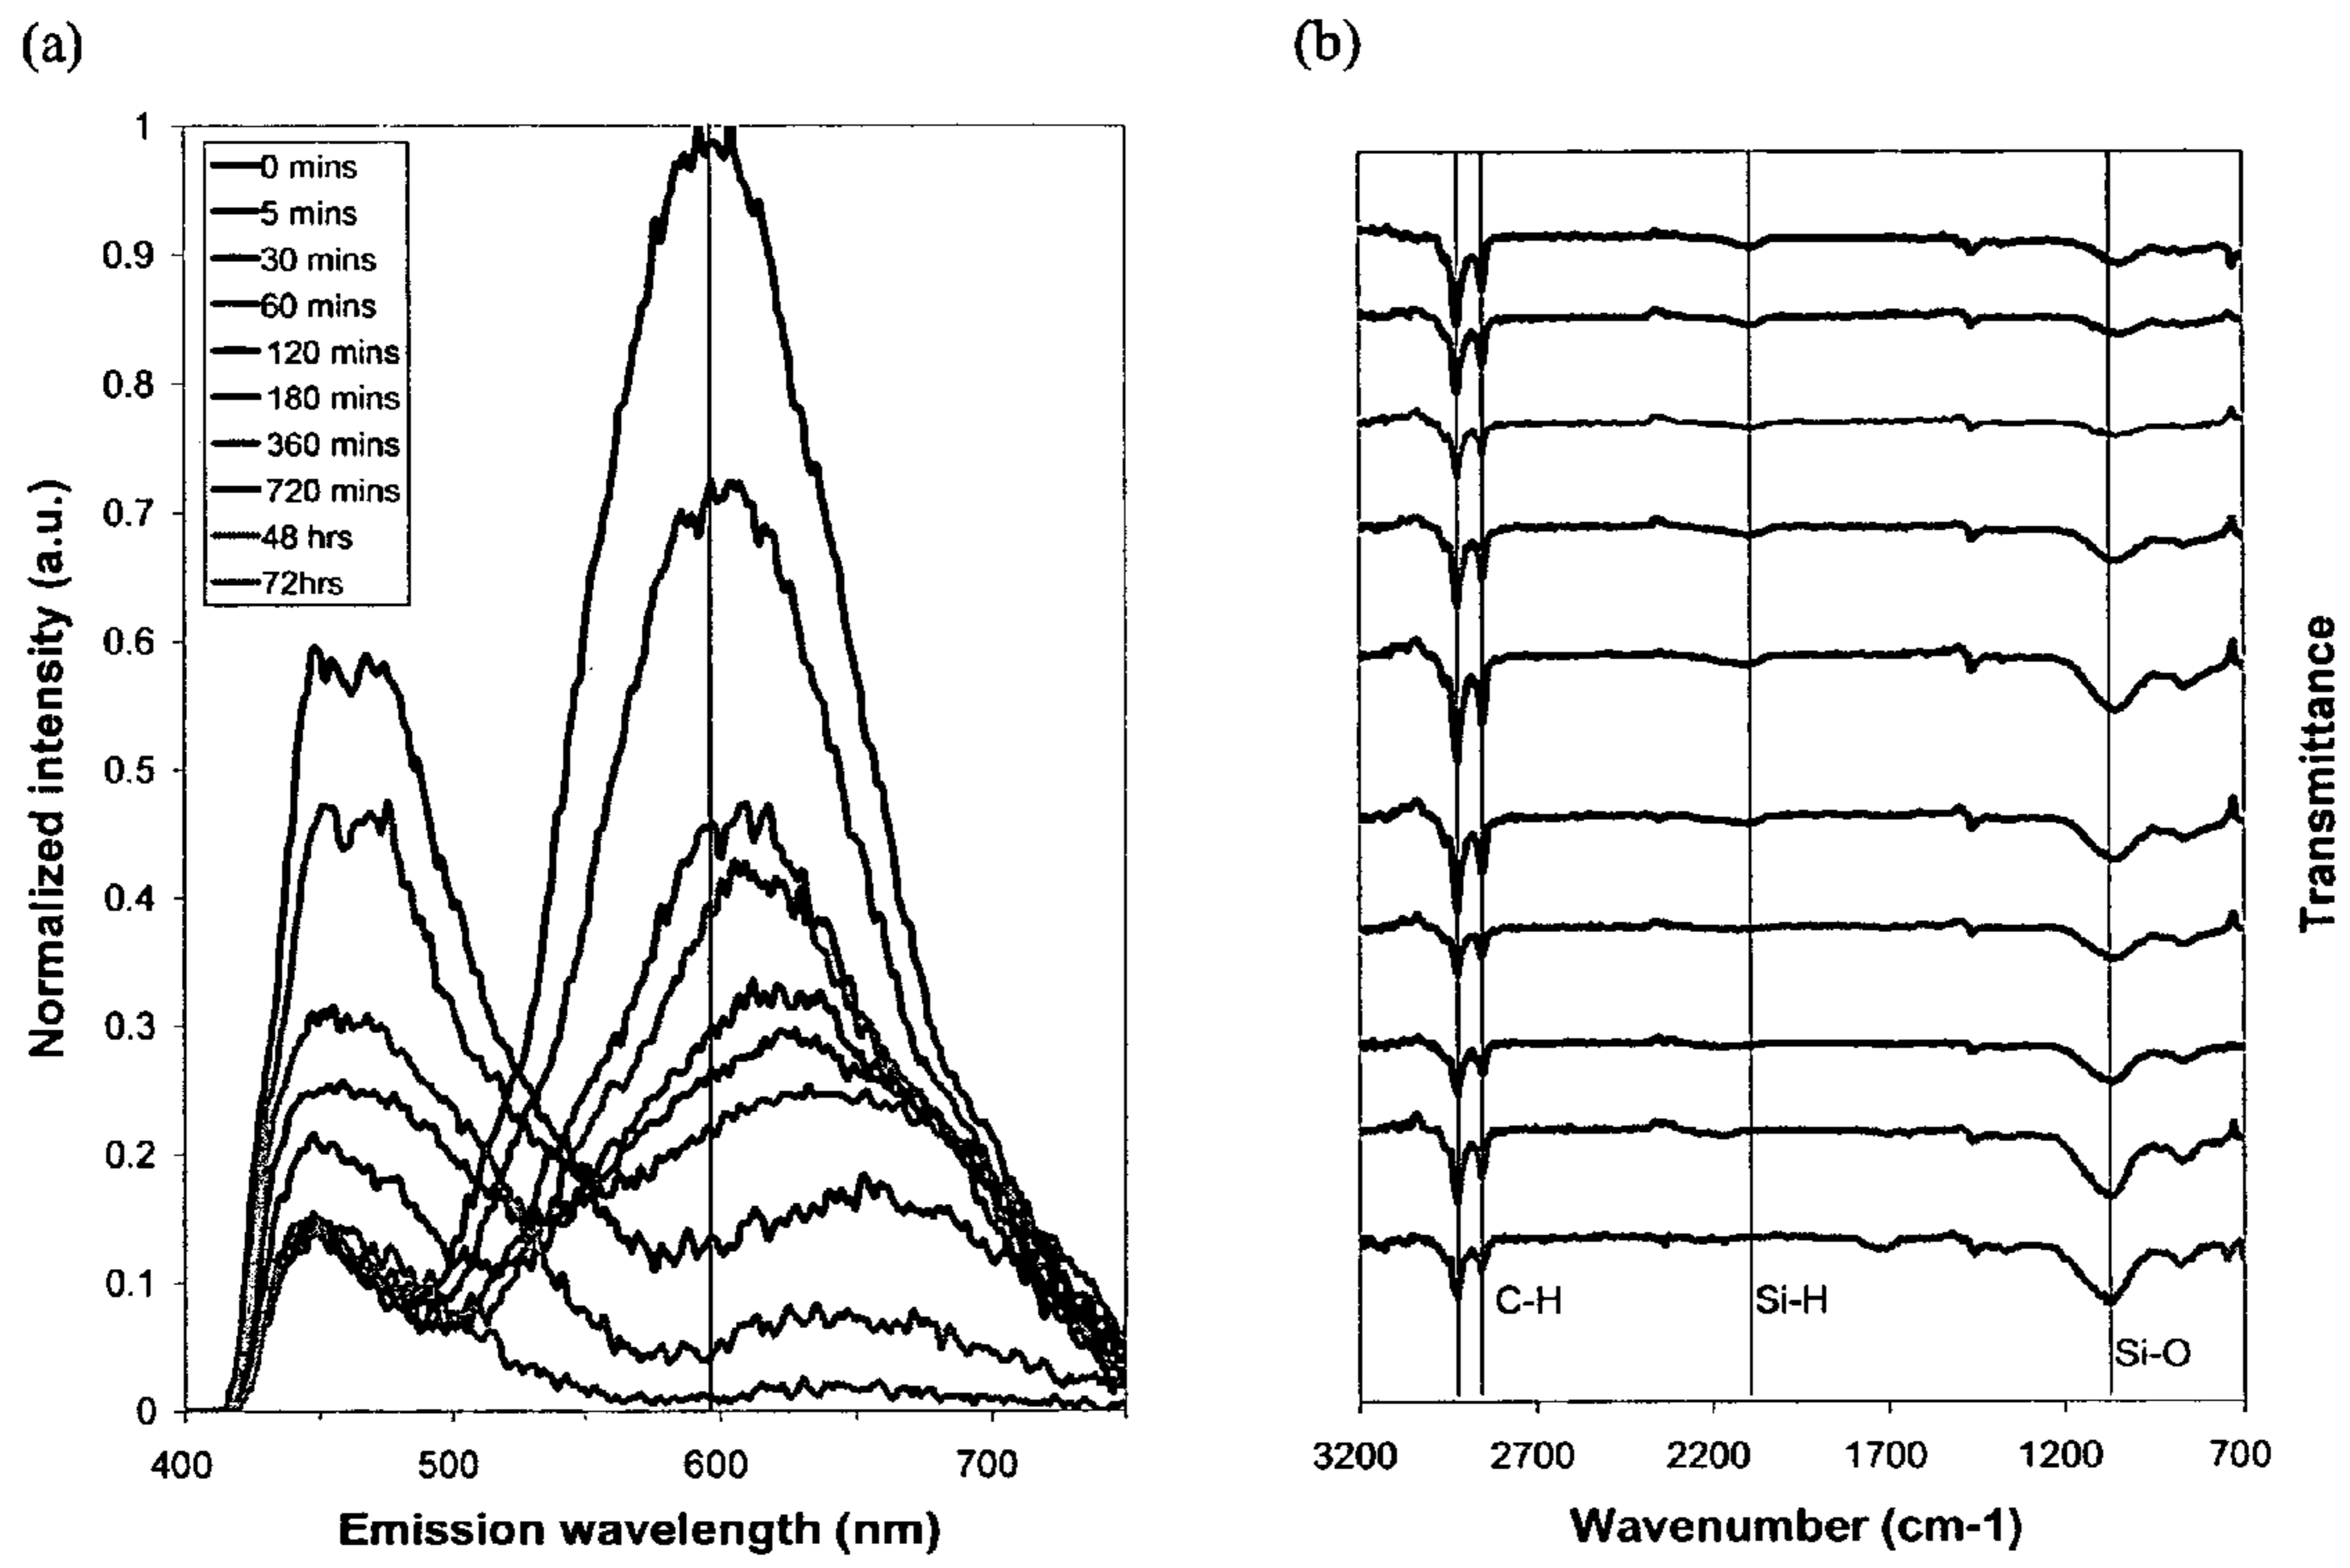 (a)
(b)
1
0.9
0.8
0.7
0.6
0.5
0.4
0.3
0.2
0.1
0
0 mins
5 mins
30 mins
60 mins
120 mins
180 mins
360 mins
720 mins
48 hrs
72hrs
Normalized intensity (a.u.)
400 500 600 700
Emission wavelength (nm)
C-H
Si-H
Si-O
Transmittance
3200 2700 2200 1700 1200 700
Wavenumber (cm-1)